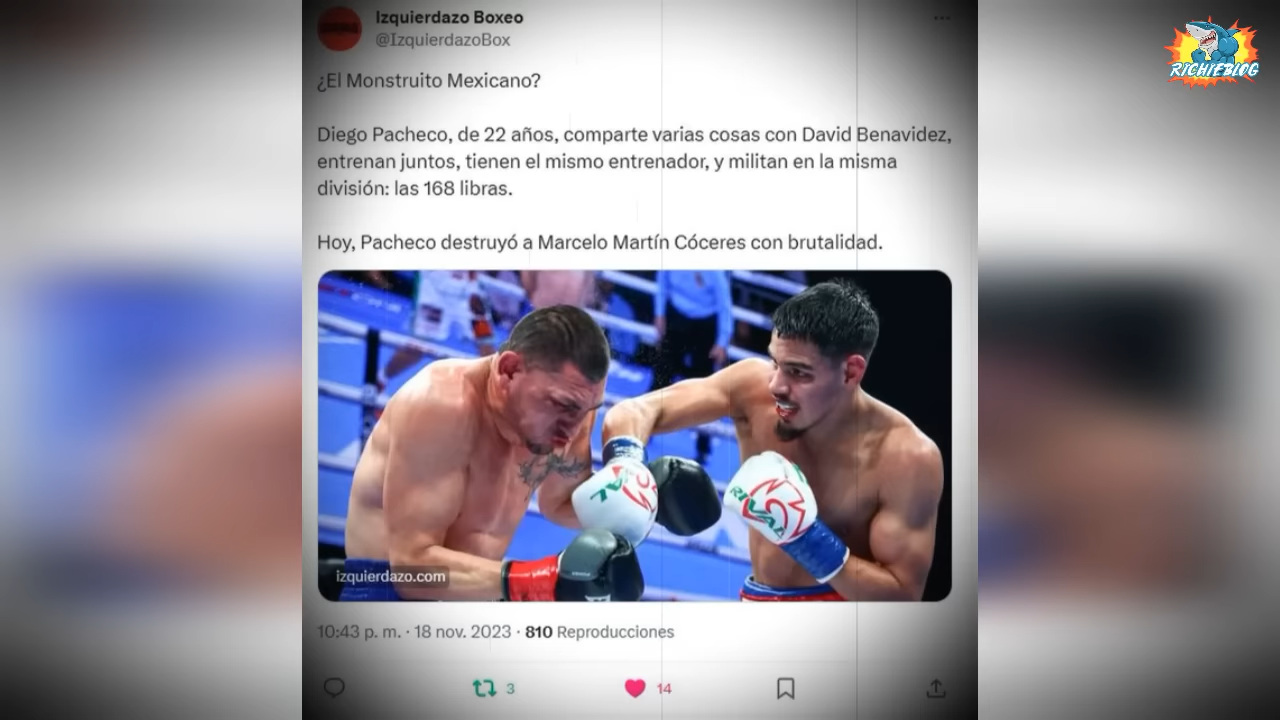 Izquierdazo Boxeo
@IzquierdazoBox
RICHIEBLOG
¿El Monstruito Mexicano?
Diego Pacheco, de 22 años, comparte varias cosas con David Benavidez,
entrenan juntos, tienen el mismo entrenador, y militan en la misma
división: las 168 libras.
Hoy, Pacheco destruyó a Marcelo Martín Cóceres con brutalidad.
izquierdazo.com
10:43 p. m. · 18 nov. 2023 · 810 Reproducciones
3
14